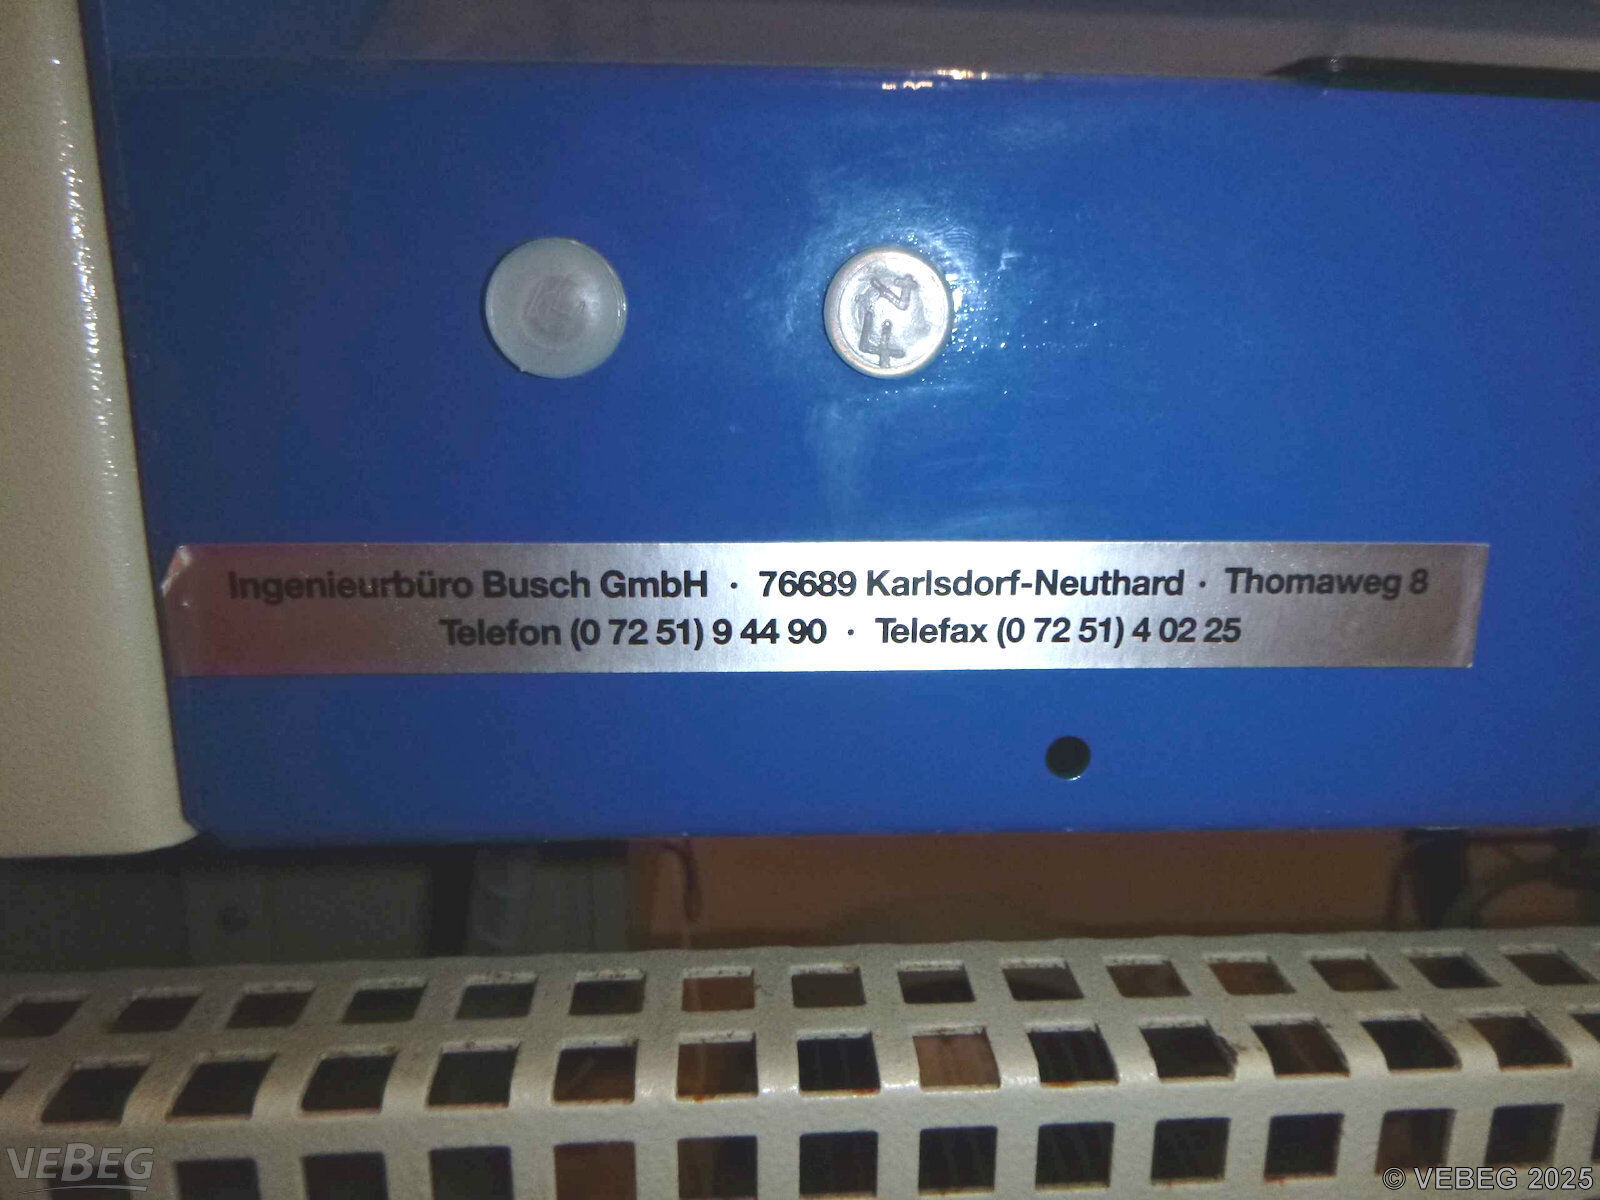 Ingenieurbüro Busch GmbH · 76689 Karlsdorf-Neuthard · Thomaweg 8
Telefon (0 72 51) 9 44 90 · Telefax (0 72 51) 4 02 25
VEBEG
© VEBEG 2025